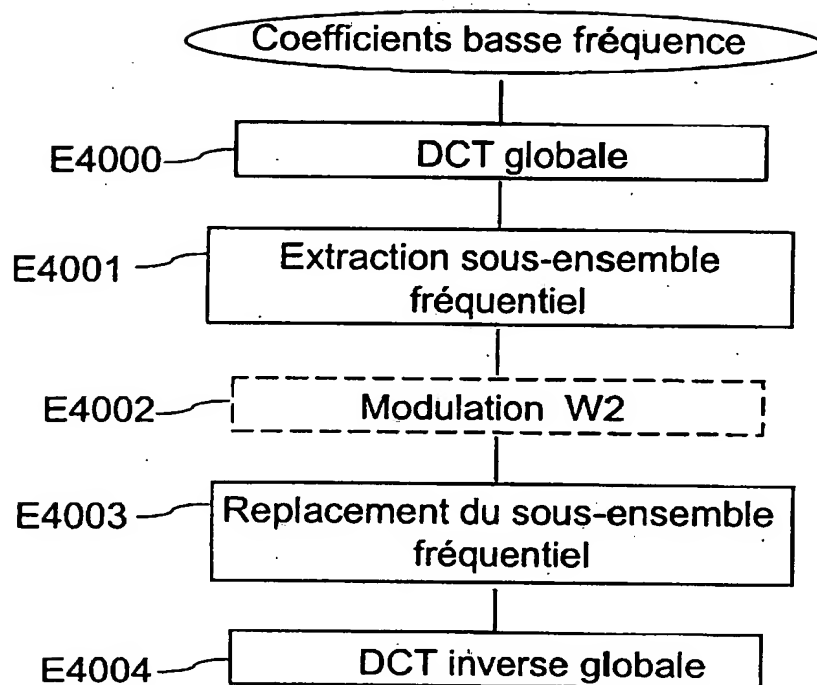 Coefficients basse fréquence
E4000
DCT globale
E4001
Extraction sous-ensemble
fréquentiel
E4002
Modulation W2
E4003
Replacement du sous-ensemble
fréquentiel
E4004
DCT inverse globale